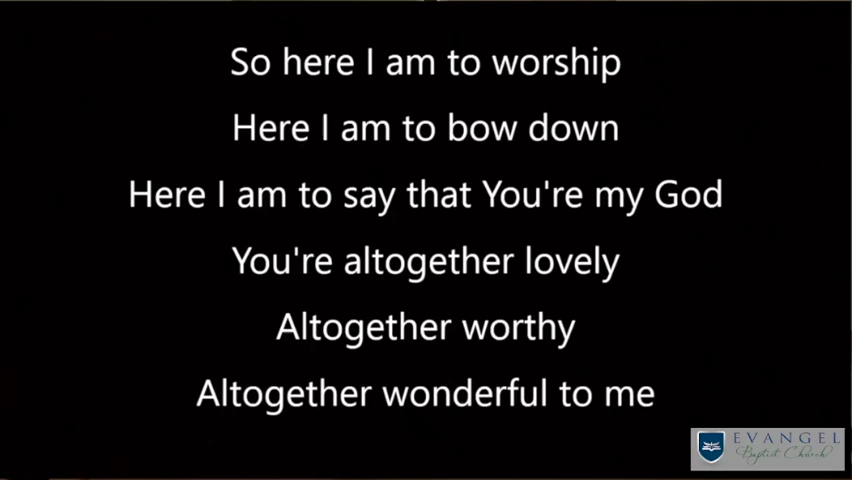 So here I am to worship
Here I am to bow down
Here I am to say that You're my God
You're altogether lovely
Altogether worthy
Altogether wonderful to me
EVANGEL
Baptist Church